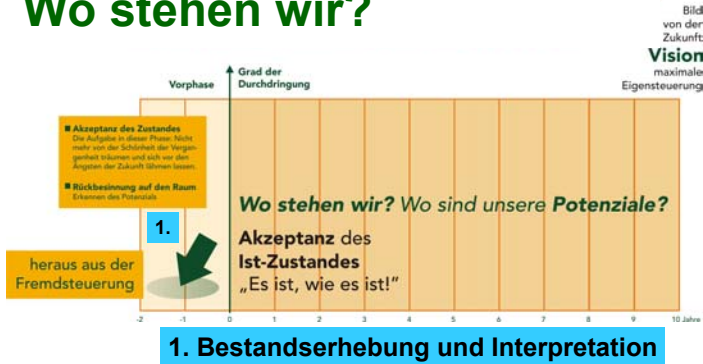 Wo stehen wir?
Bild
von der
Zukunft
Vision
maximale
Eigensteuerung
Vorphase
Grad der
Durchdringung
■ Akzeptanz des Zustandes
Die Aufgabe in dieser Phase: Nicht
mehr von der Schönheit der Vergan-
genheit träumen und sich vor den
Ängsten der Zukunft lähmen lassen.
■ Rückbesinnung auf den Raum
Erkennen des Potenzials
Wo stehen wir? Wo sind unsere Potenziale?
1.
Akzeptanz des
Ist-Zustandes
„Es ist, wie es ist!"
heraus aus der
Fremdsteuerung
-2 -1 0 1 2 3 4 5 6 7 8 9 10 Jahre
1. Bestandserhebung und Interpretation